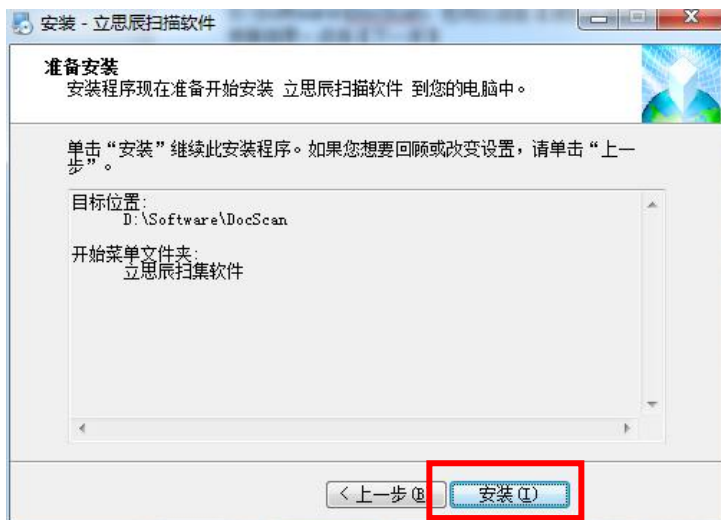 安装 - 立思辰扫描软件
准备安装
安装程序现在准备开始安装 立思辰扫描软件 到您的电脑中。
单击“安装”继续此安装程序。如果您想要回顾或改变设置，请单击“上一
步”。
目标位置:
D:\Software\DocScan
开始菜单文件夹:
立思辰扫集软件
<上一步(B)
安装(I)